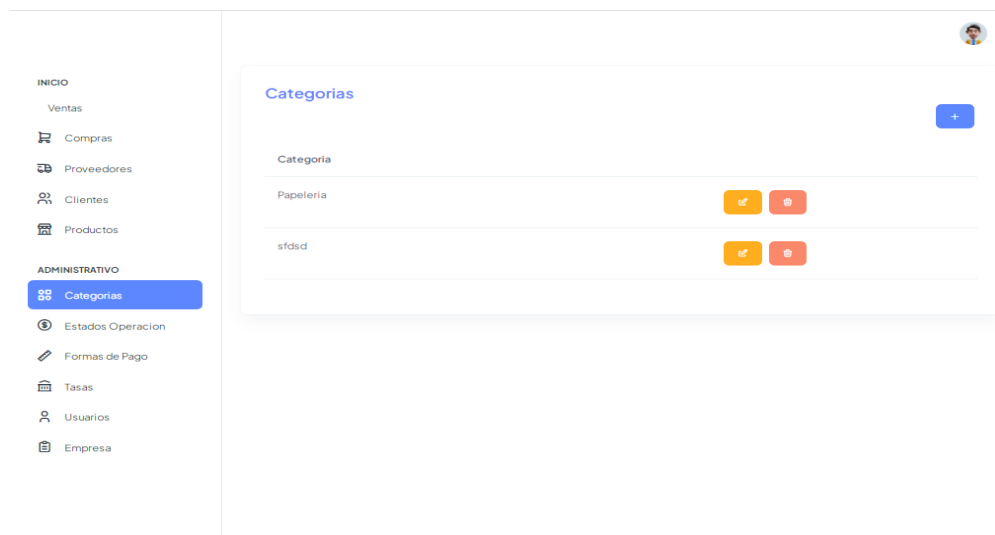 INICIO
Ventas
Compras
Proveedores
Clientes
Productos
ADMINISTRATIVO
Categorias
Estados Operacion
Formas de Pago
Tasas
Usuarios
Empresa
Categorias
+
Categoria
Papeleria
sfdsd